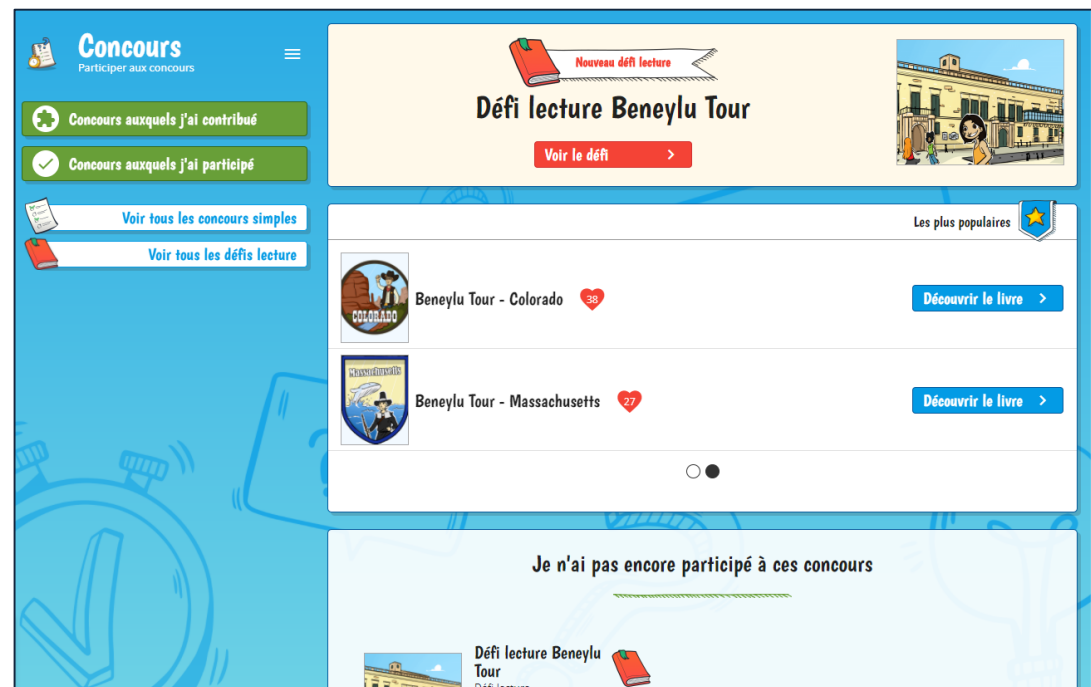 Concours
Participer aux concours
Concours auxquels j'ai contribué
Concours auxquels j'ai participé
Voir tous les concours simples
Voir tous les défis lecture
Nouveau défi lecture
Défi lecture Beneylu Tour
Voir le défi
Les plus populaires
COLORADO
Beneylu Tour - Colorado
38
Découvrir le livre
Massachusetts
Beneylu Tour - Massachusetts
27
Découvrir le livre
Je n'ai pas encore participé à ces concours
Défi lecture Beneylu
Tour
Défi lecture